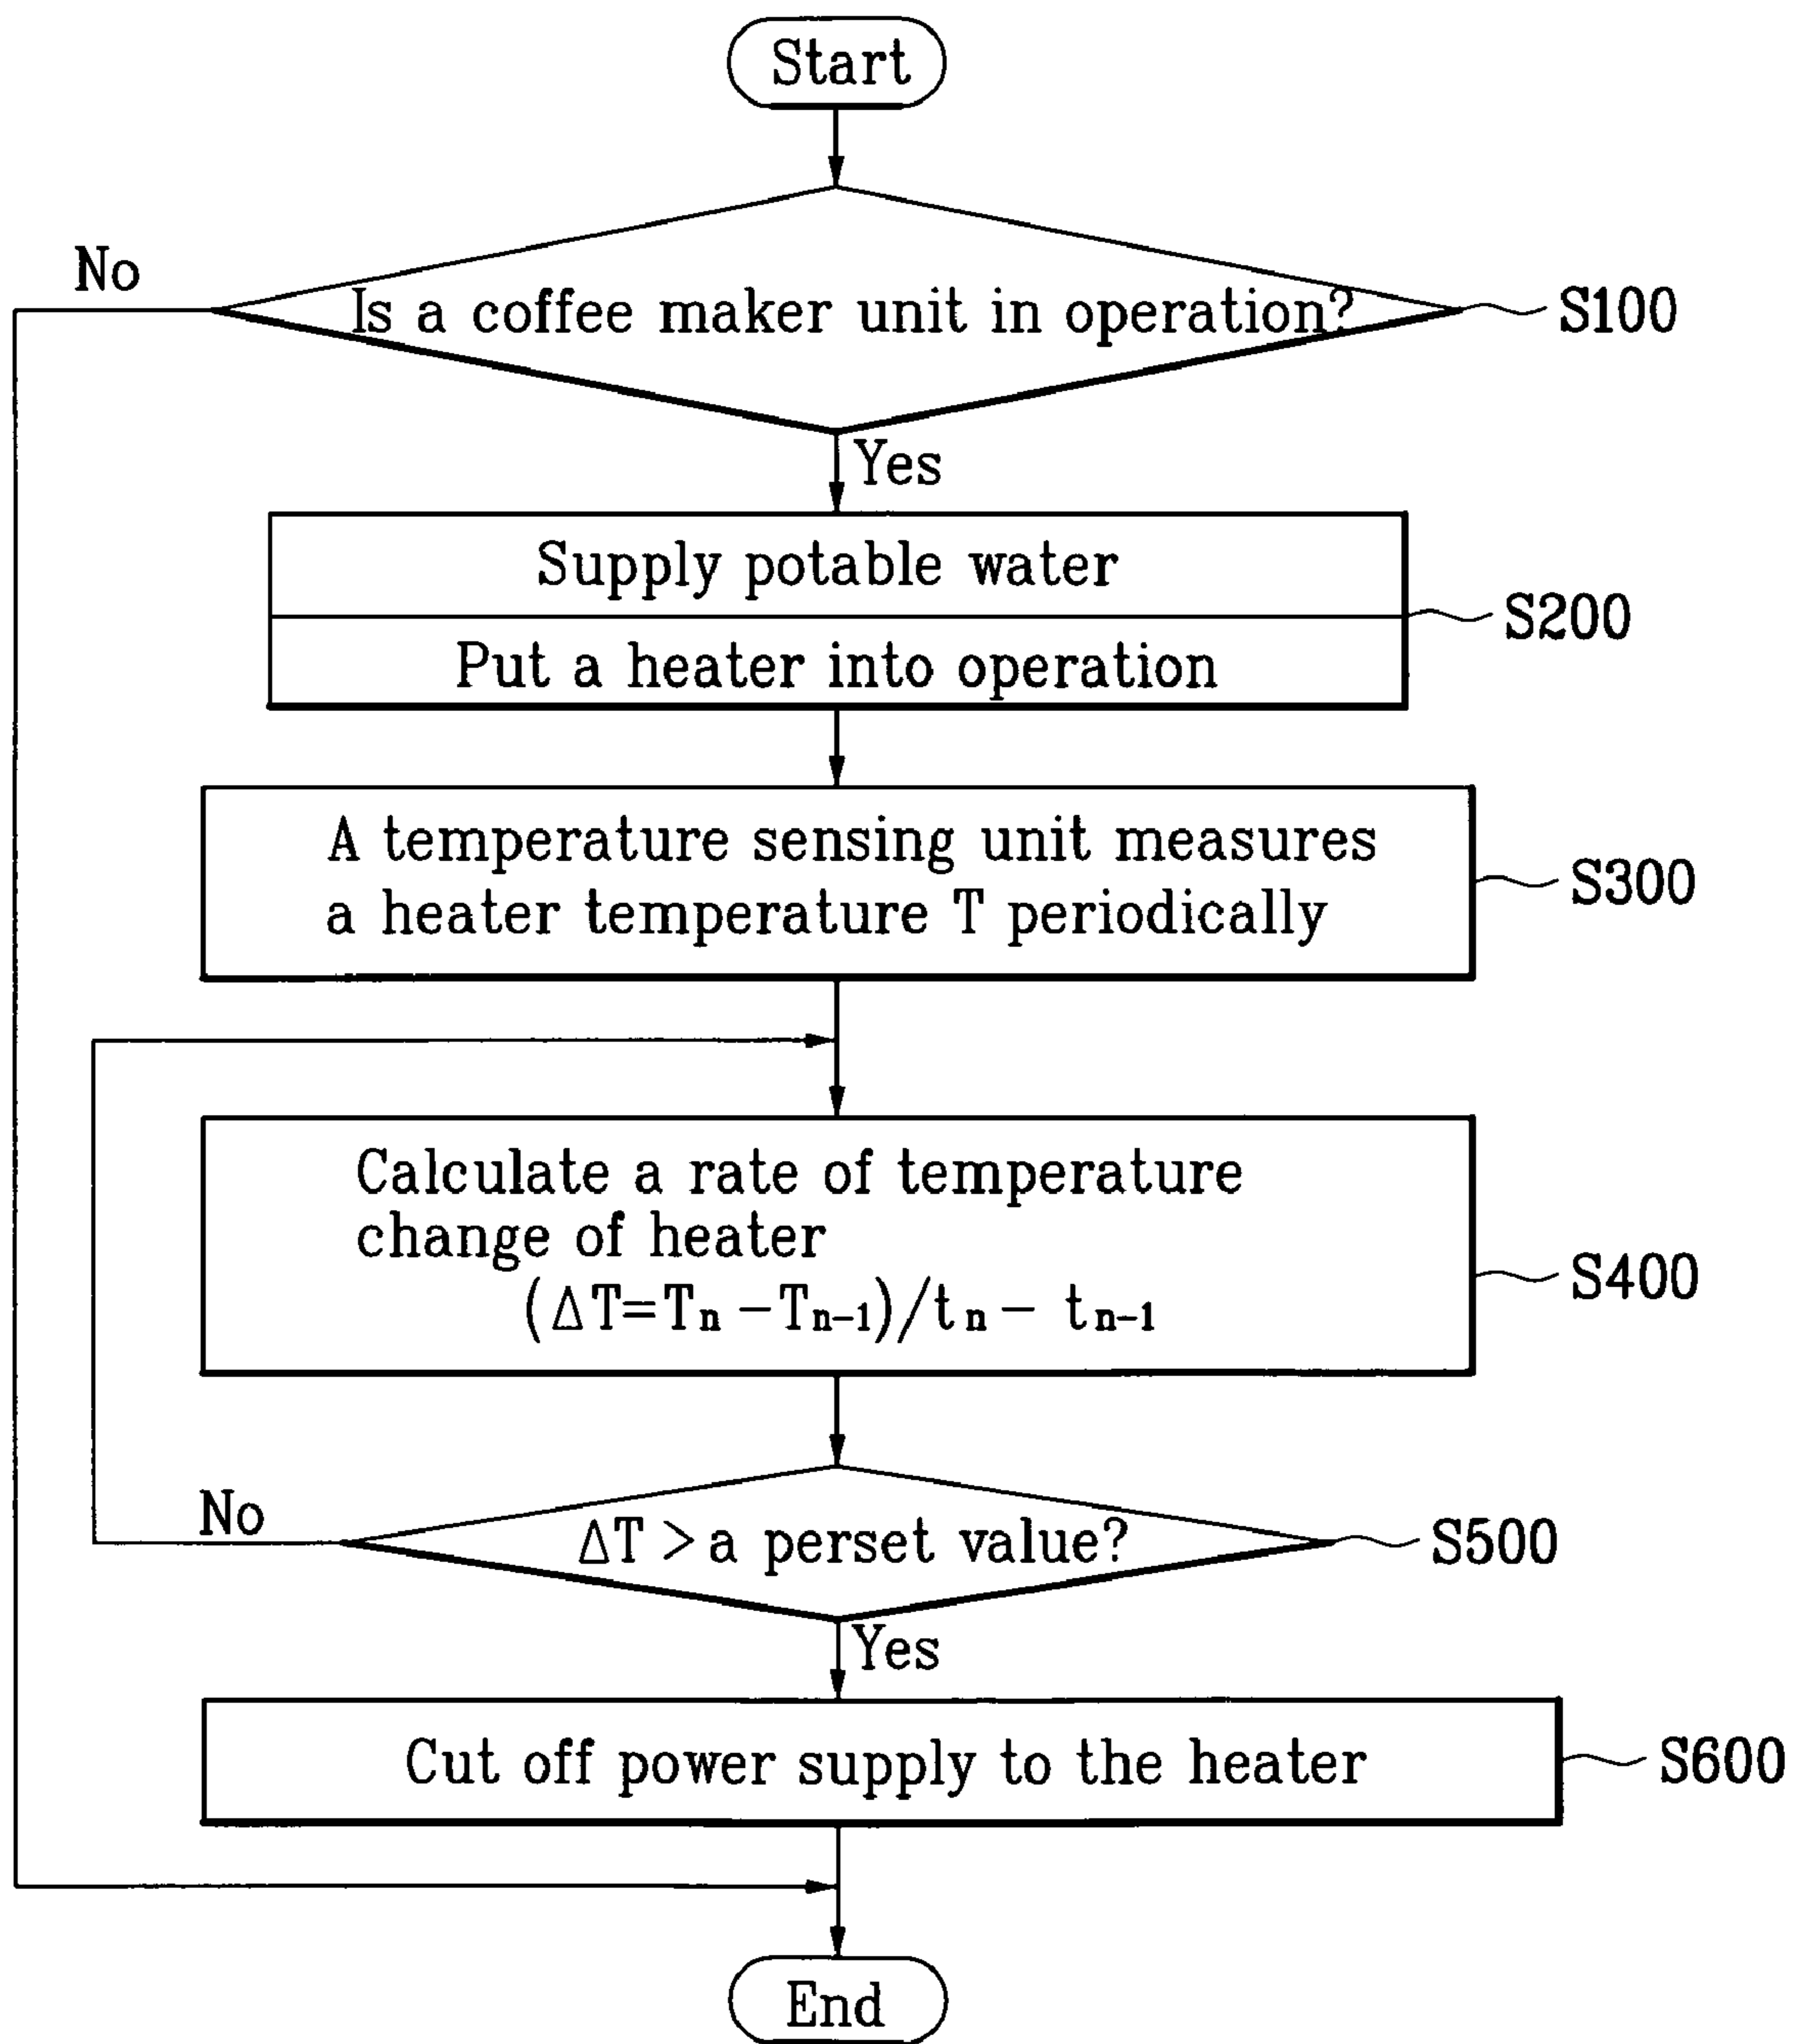 Start
No
Is a coffee maker unit in operation?
S100
Yes
Supply potable water
Put a heater into operation
S200
A temperature sensing unit measures
a heater temperature T periodically
S300
Calculate a rate of temperature
change of heater
(ΔT=Tn-Tn-1)/tn- tn-1
S400
No
ΔT>a perset value?
S500
Yes
Cut off power supply to the heater
S600
End